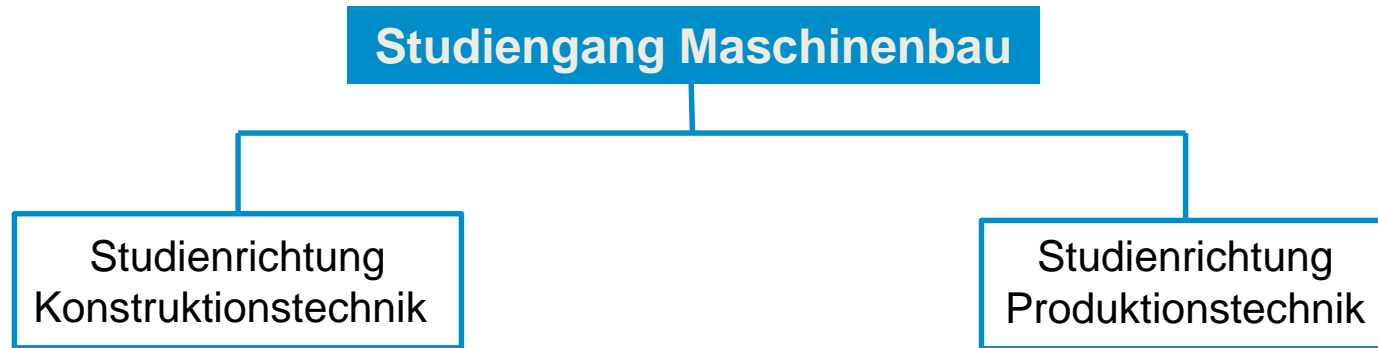 Studiengang Maschinenbau
Studienrichtung
Konstruktionstechnik
Studienrichtung
Produktionstechnik